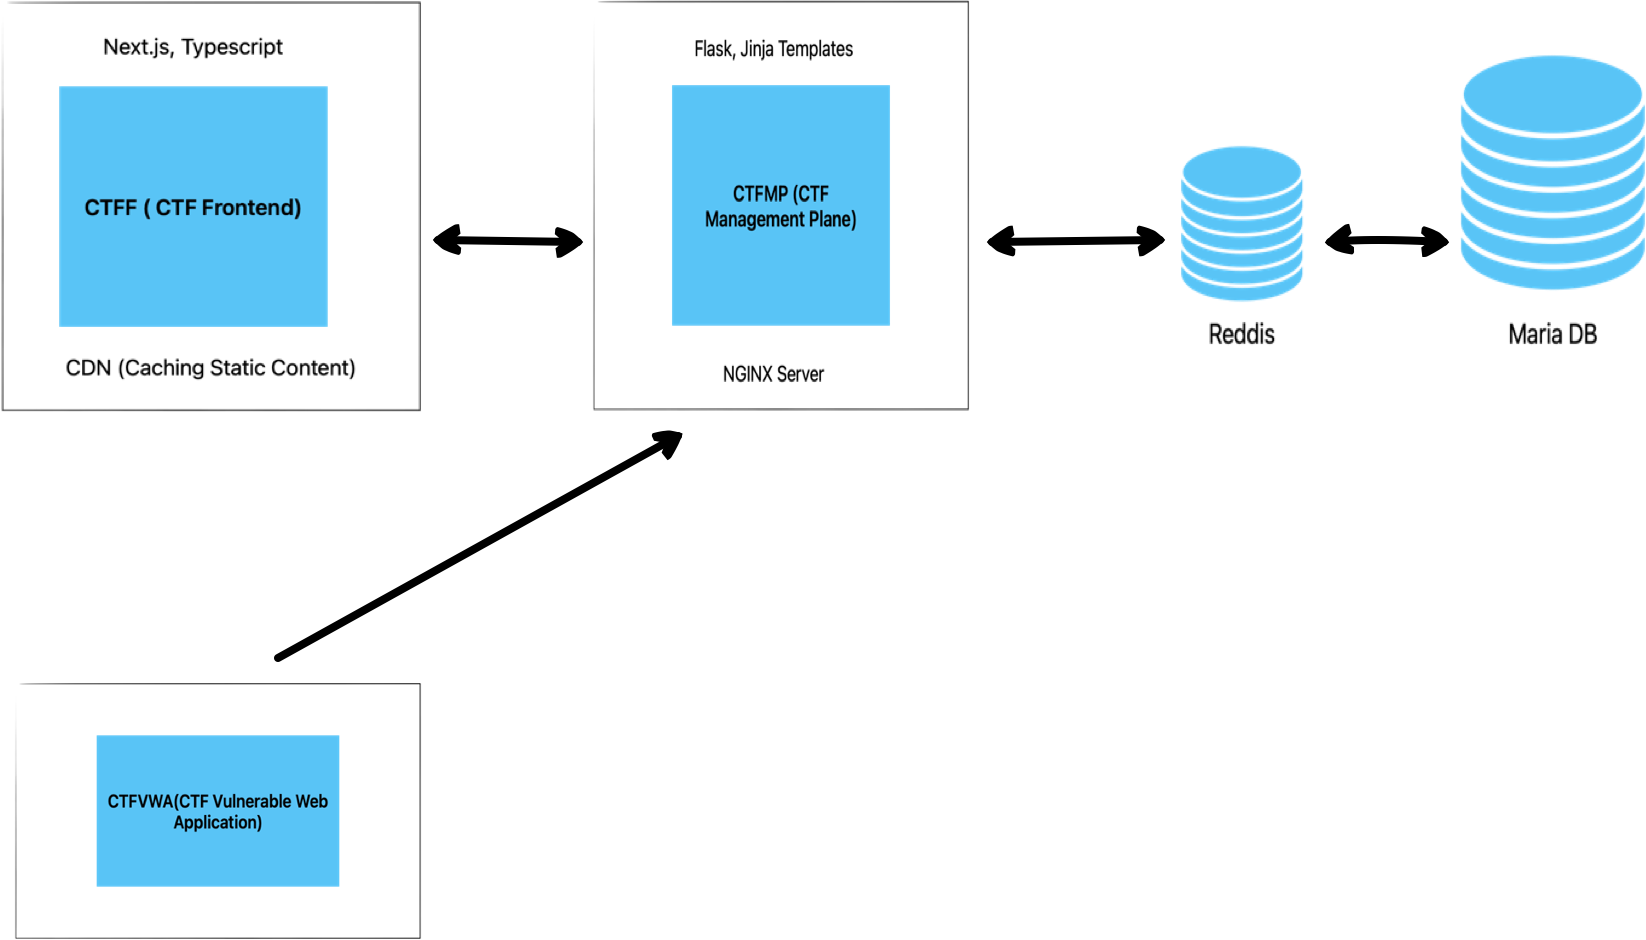 Next.js, Typescript
CTFF ( CTF Frontend)
CDN (Caching Static Content)
Flask, Jinja Templates
CTFMP (CTF
Management Plane)
NGINX Server
Reddis
Maria DB
CTFVWA(CTF Vulnerable Web
Application)